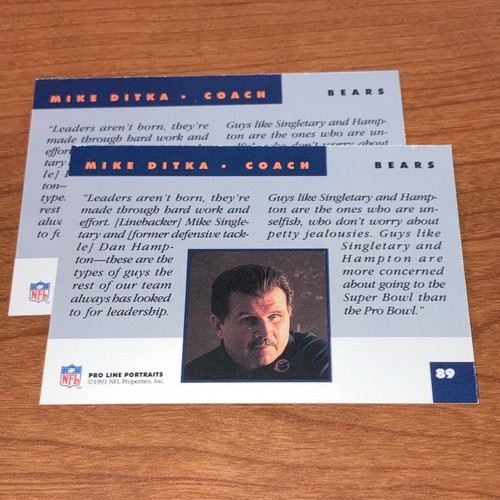 MIKE DITKA • COACH BEARS
"Leaders aren't born, they're
made through hard work and
Guys like Singletary and Hamp-
ton are the ones who are un-
NFL
MIKE DITKA • COACH BEARS
"Leaders aren't born, they're
made through hard work and
effort. [Linebacker] Mike Single-
tary and [former defensive tack-
le] Dan Hamp-
ton—these are the
types of guys the
rest of our team
always has looked
to for leadership.
Guys like Singletary and Hamp-
ton are the ones who are un-
selfish, who don't worry about
petty jealousies. Guys like
Singletary and
Hampton are
more concerned
about going to the
Super Bowl than
the Pro Bowl."
NFL
PRO LINE PORTRAITS
©1991 NFL Properties, Inc.
89